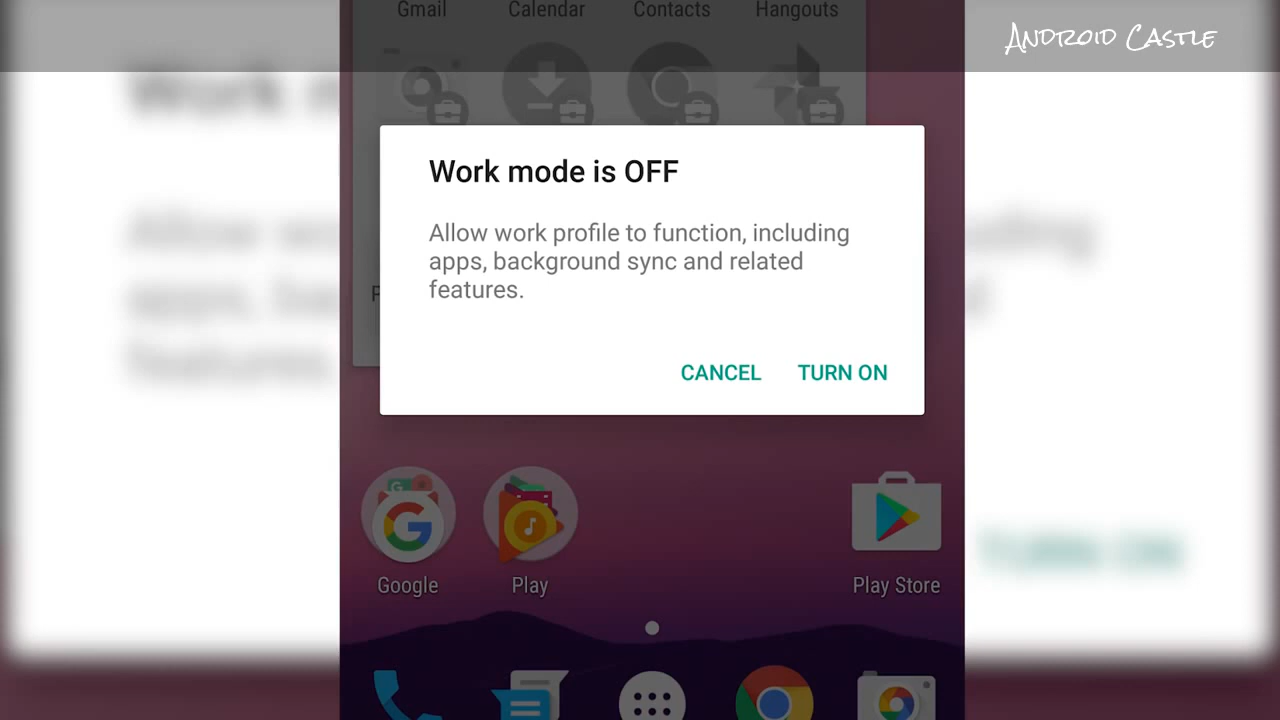 Gmail Calendar Contacts Hangouts
Android Castle
Work mode is OFF
Allow work profile to function, including
apps, background sync and related
features.
CANCEL TURN ON
Google Play Play Store